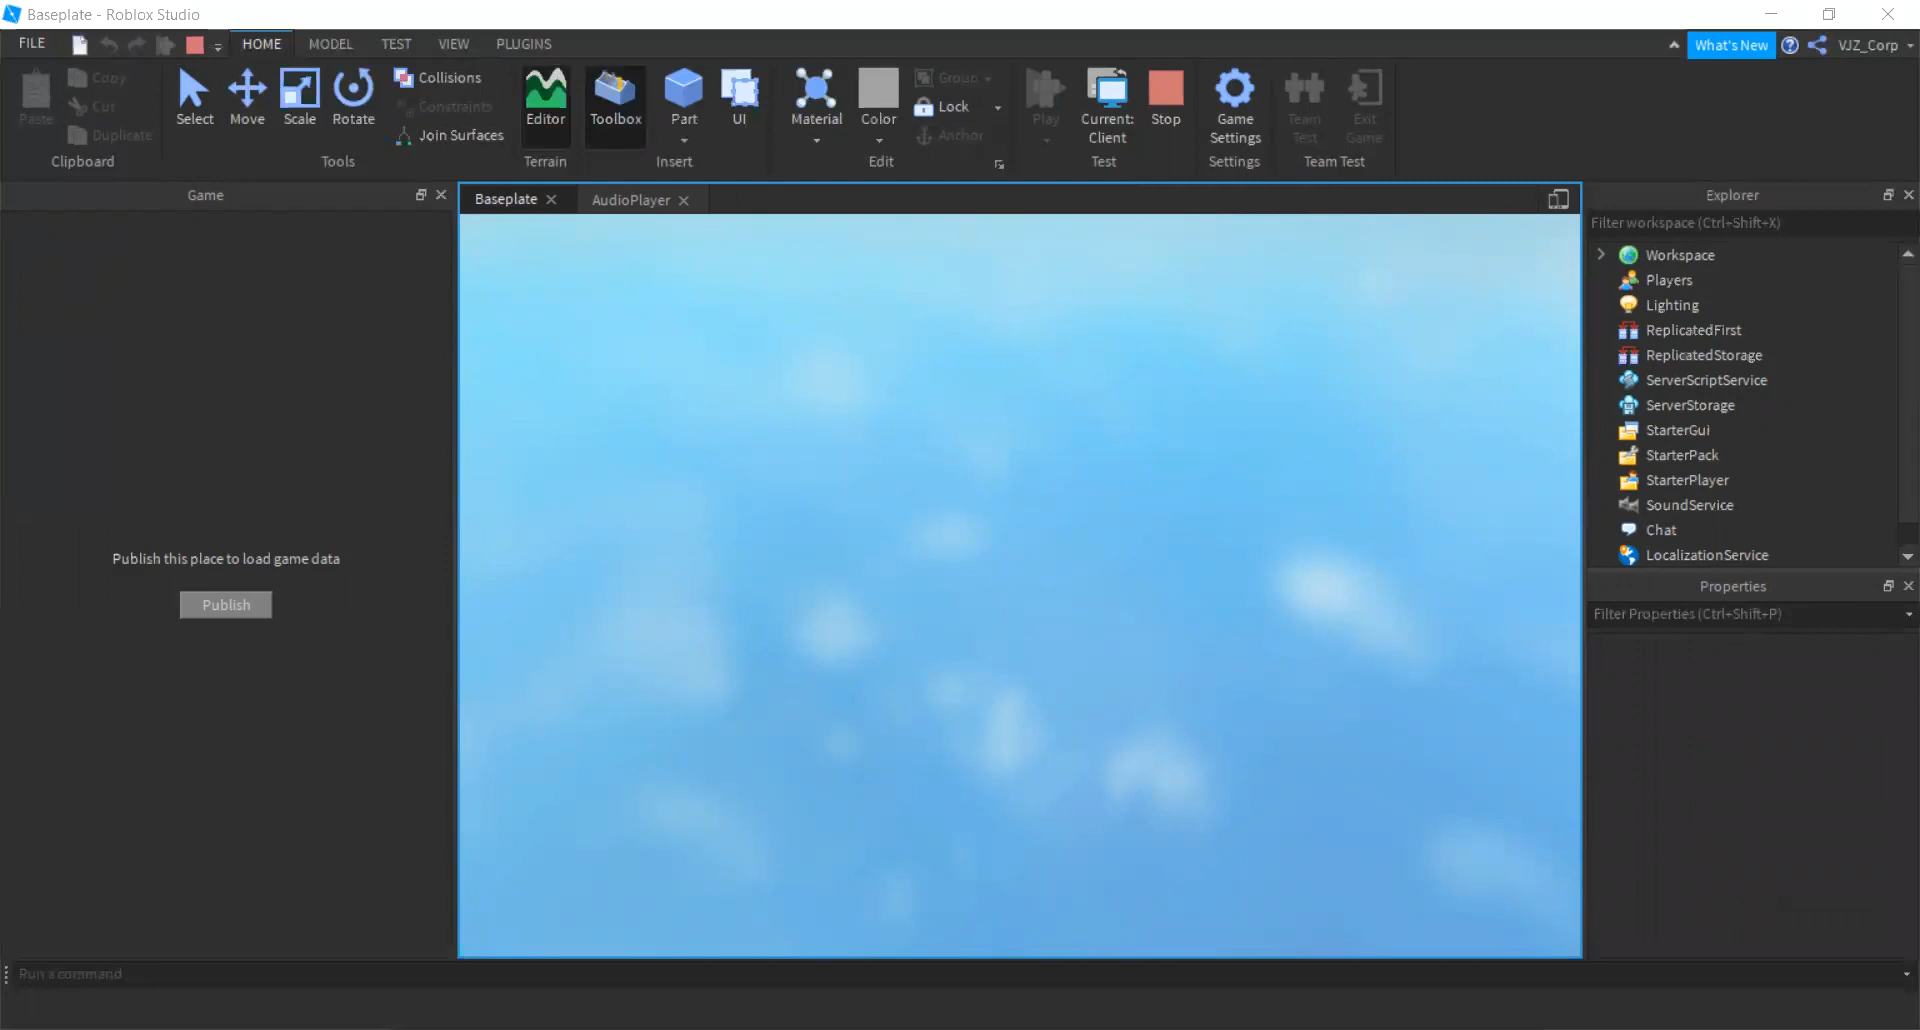 Baseplate - Roblox Studio
FILE
HOME
MODEL
TEST
VIEW
PLUGINS
What's New
VJZ_Corp
Paste
Copy
Cut
Duplicate
Clipboard
Select
Move
Scale
Rotate
Collisions
Constraints
Join Surfaces
Tools
Editor
Terrain
Toolbox
Part
UI
Insert
Material
Color
Group
Lock
Anchor
Edit
Play
Current:
Client
Stop
Test
Game
Settings
Settings
Team
Test
Exit
Game
Team Test
Game
Publish this place to load game data
Publish
Baseplate
AudioPlayer
Explorer
Filter workspace (Ctrl+Shift+X)
Workspace
Players
Lighting
ReplicatedFirst
ReplicatedStorage
ServerScriptService
ServerStorage
StarterGui
StarterPack
StarterPlayer
SoundService
Chat
LocalizationService
Properties
Filter Properties (Ctrl+Shift+P)
Run a command